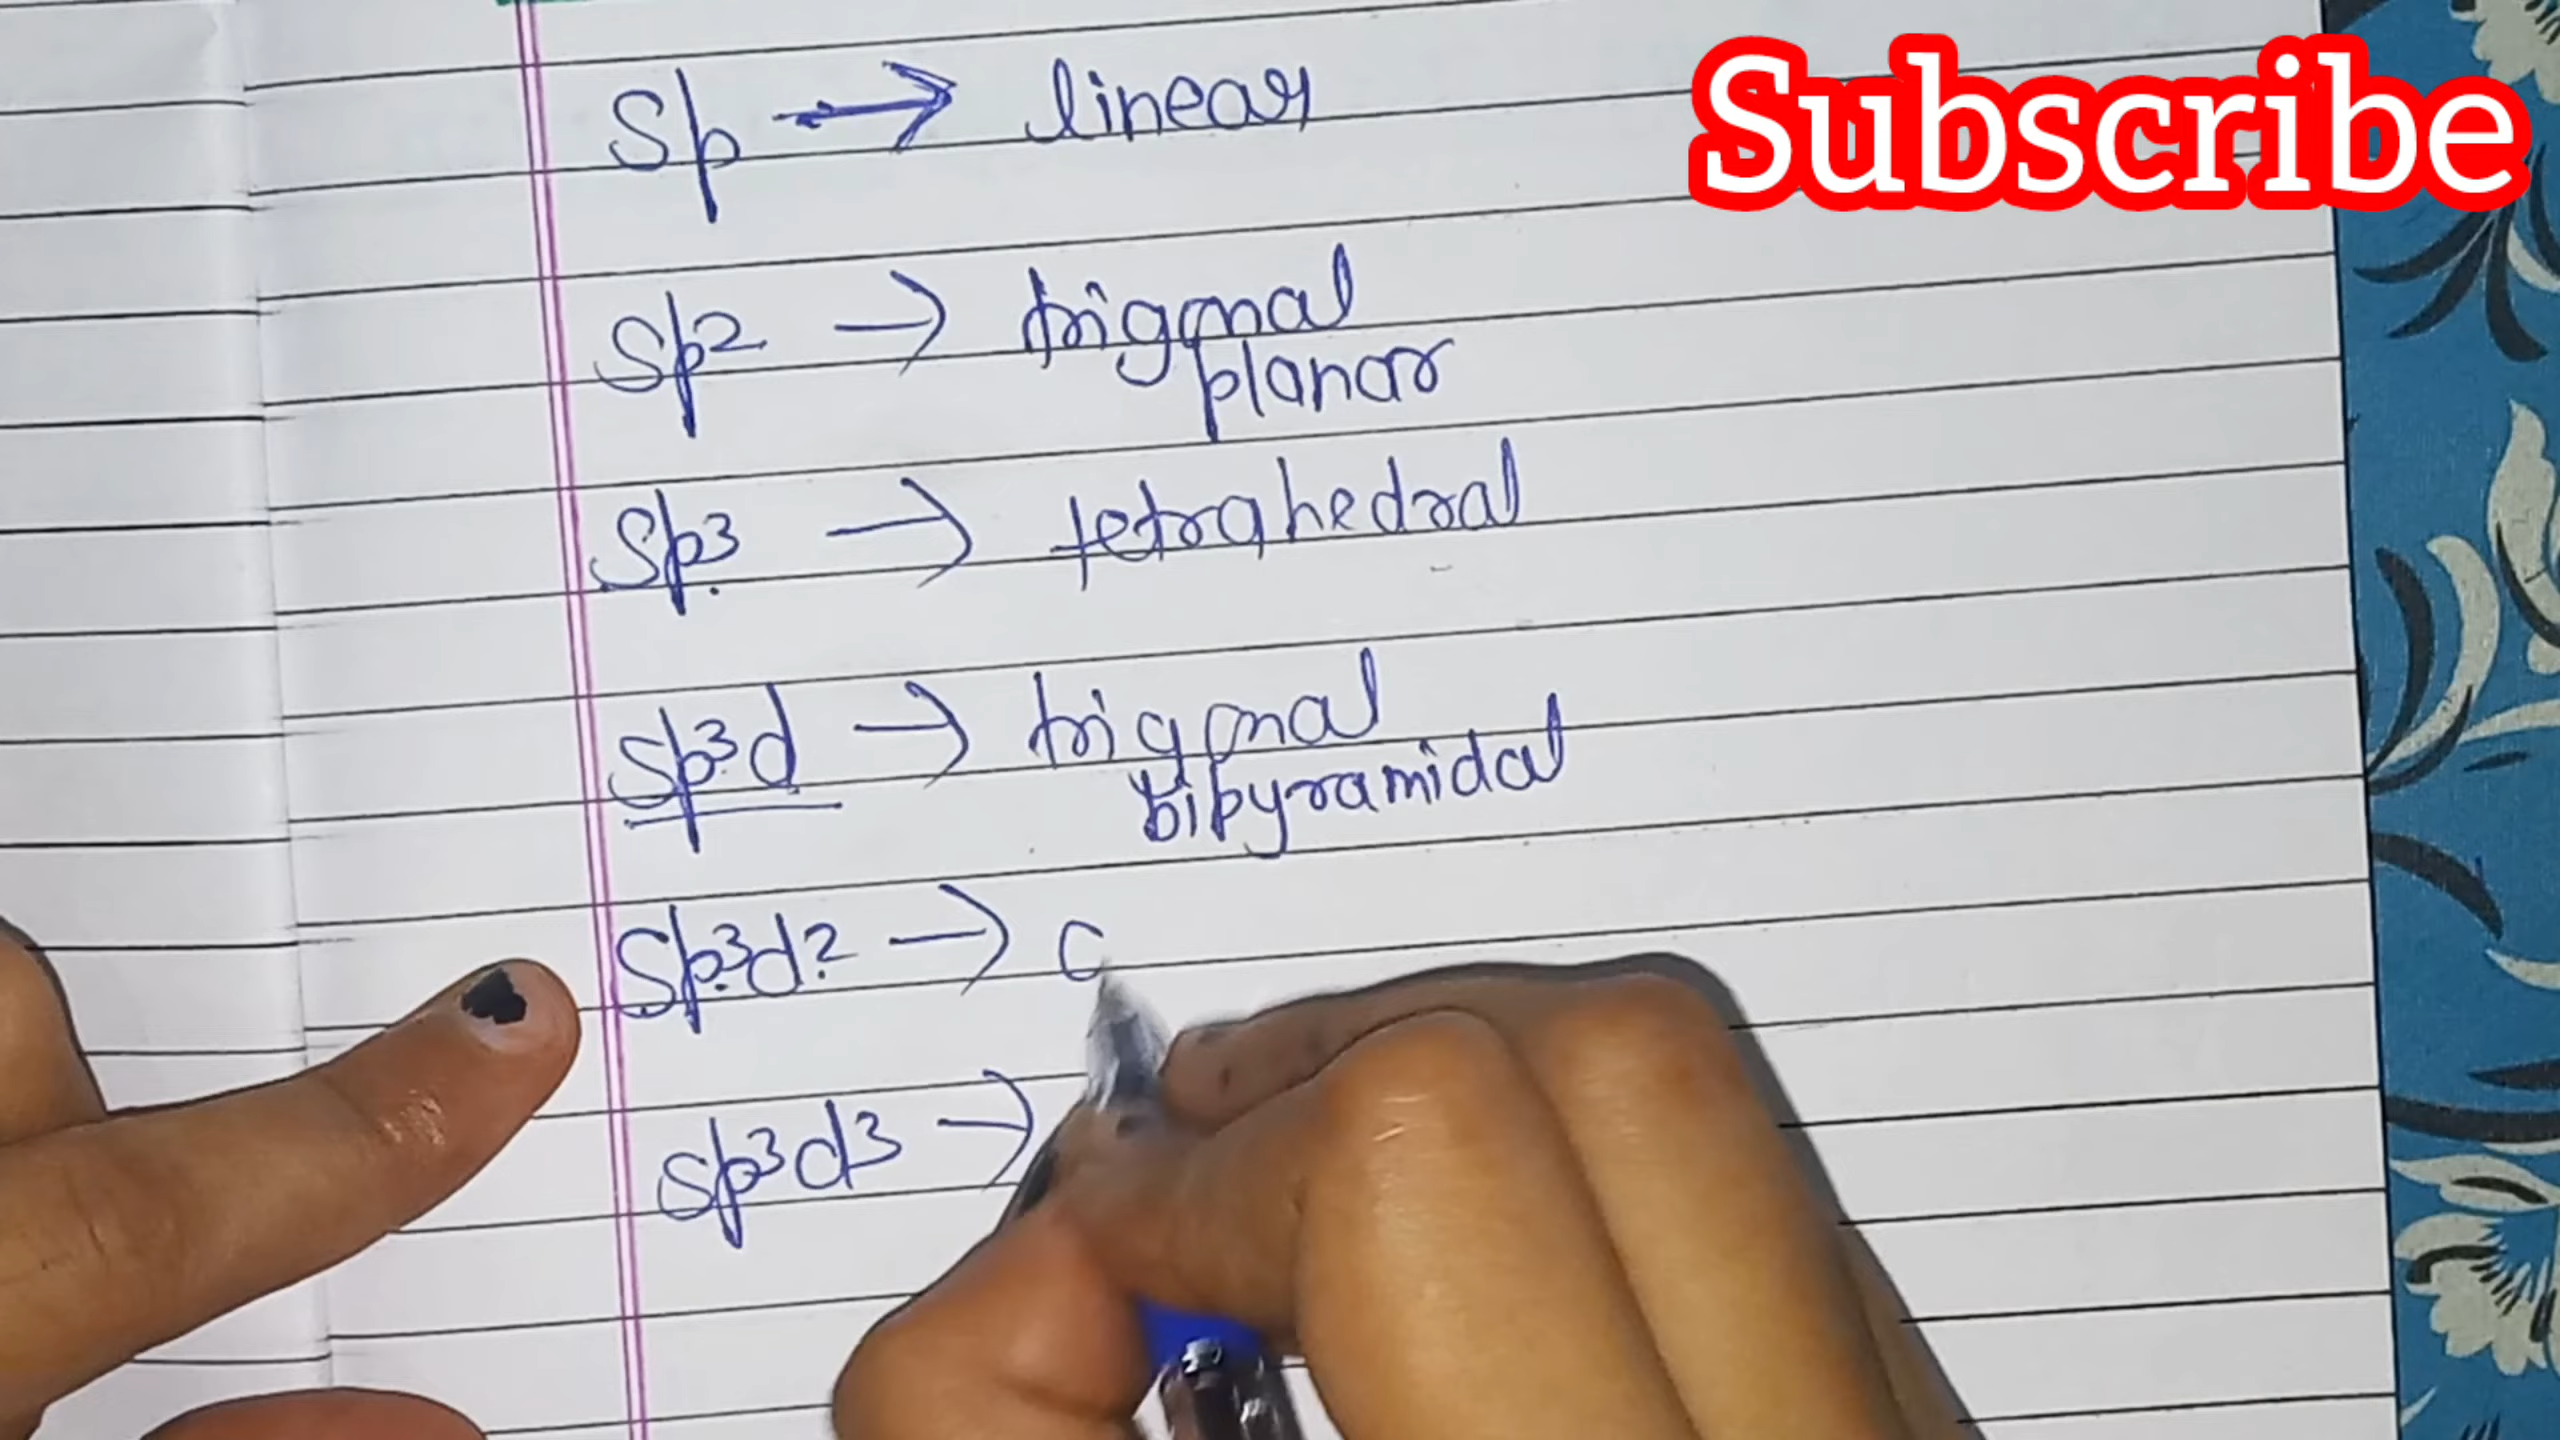 Subscribe
Sp → linear
Sp2 → trigonal
planar
Sp3 → tetrahedral
Sp3d → trigonal
bipyramidal
Sp3d2 →
Sp3d3 →